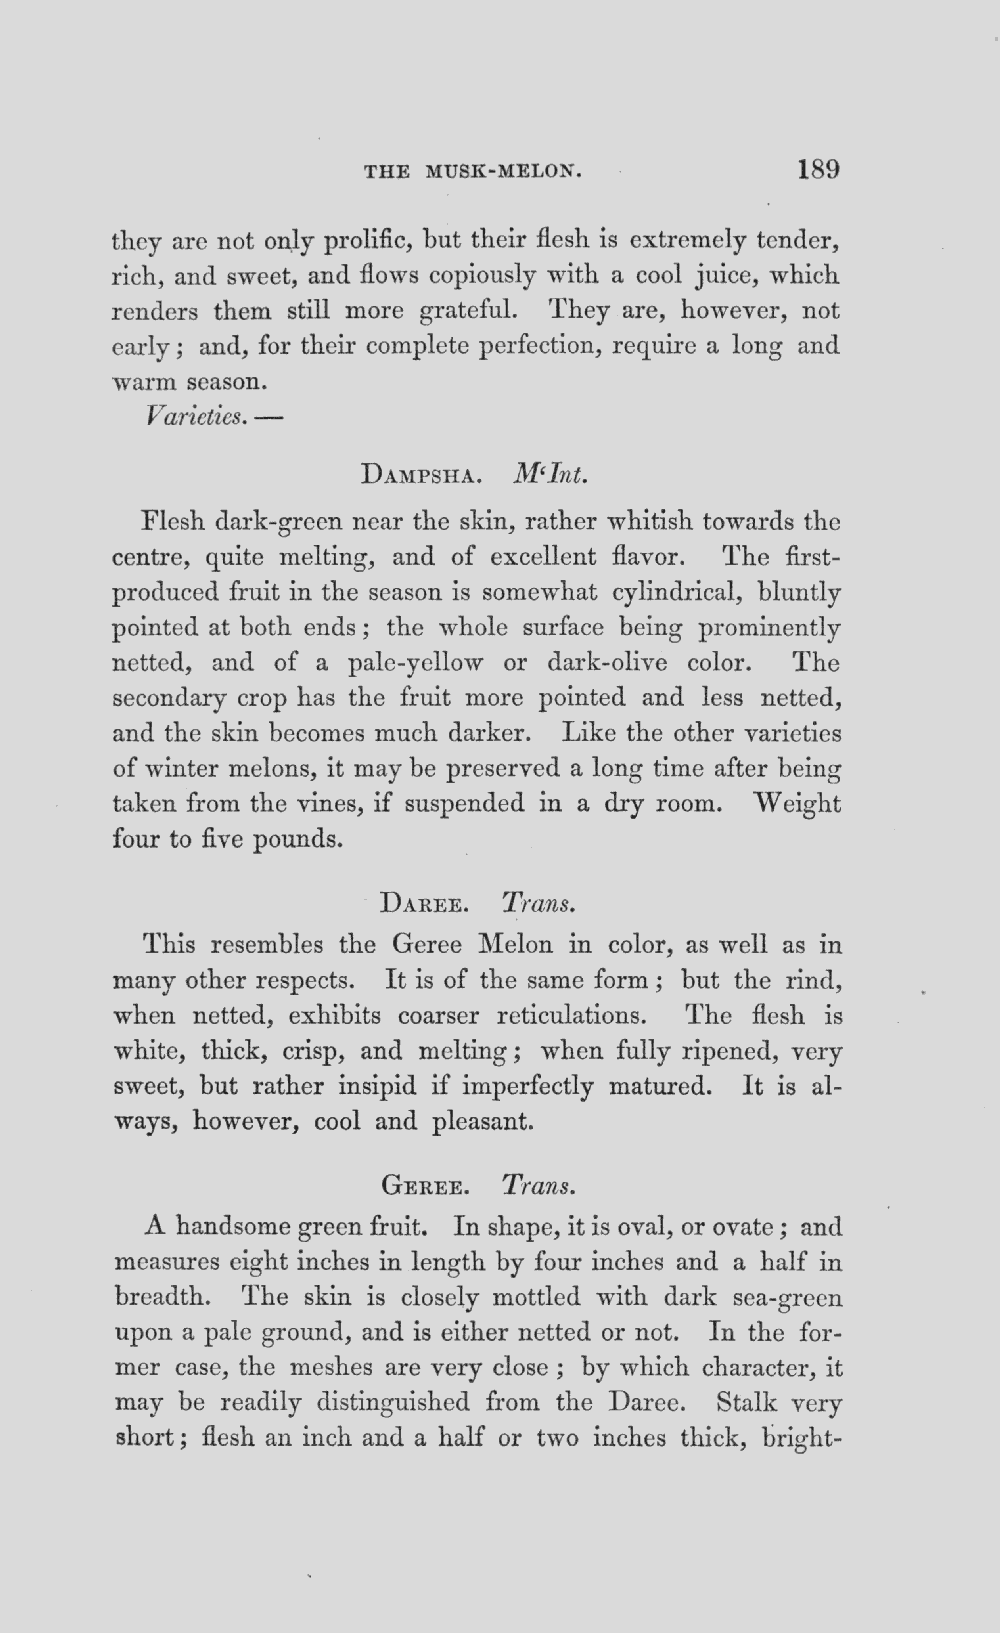 THE MUSK-MELON. 189
they are not only prolific, but their flesh is extremely tender,
rich, and sweet, and flows copiously with a cool juice, which
renders them still more grateful. They are, however, not
early; and, for their complete perfection, require a long and
warm season.
Varieties. —
DAMPSHA. M‘Int.
Flesh dark-green near the skin, rather whitish towards the
centre, quite melting, and of excellent flavor. The first-
produced fruit in the season is somewhat cylindrical, bluntly
pointed at both ends; the whole surface being prominently
netted, and of a pale-yellow or dark-olive color. The
secondary crop has the fruit more pointed and less netted,
and the skin becomes much darker. Like the other varieties
of winter melons, it may be preserved a long time after being
taken from the vines, if suspended in a dry room. Weight
four to five pounds.
DAREE. Trans.
This resembles the Geree Melon in color, as well as in
many other respects. It is of the same form; but the rind,
when netted, exhibits coarser reticulations. The flesh is
white, thick, crisp, and melting; when fully ripened, very
sweet, but rather insipid if imperfectly matured. It is al-
ways, however, cool and pleasant.
GEREE. Trans.
A handsome green fruit. In shape, it is oval, or ovate; and
measures eight inches in length by four inches and a half in
breadth. The skin is closely mottled with dark sea-green
upon a pale ground, and is either netted or not. In the for-
mer case, the meshes are very close; by which character, it
may be readily distinguished from the Daree. Stalk very
short; flesh an inch and a half or two inches thick, bright-